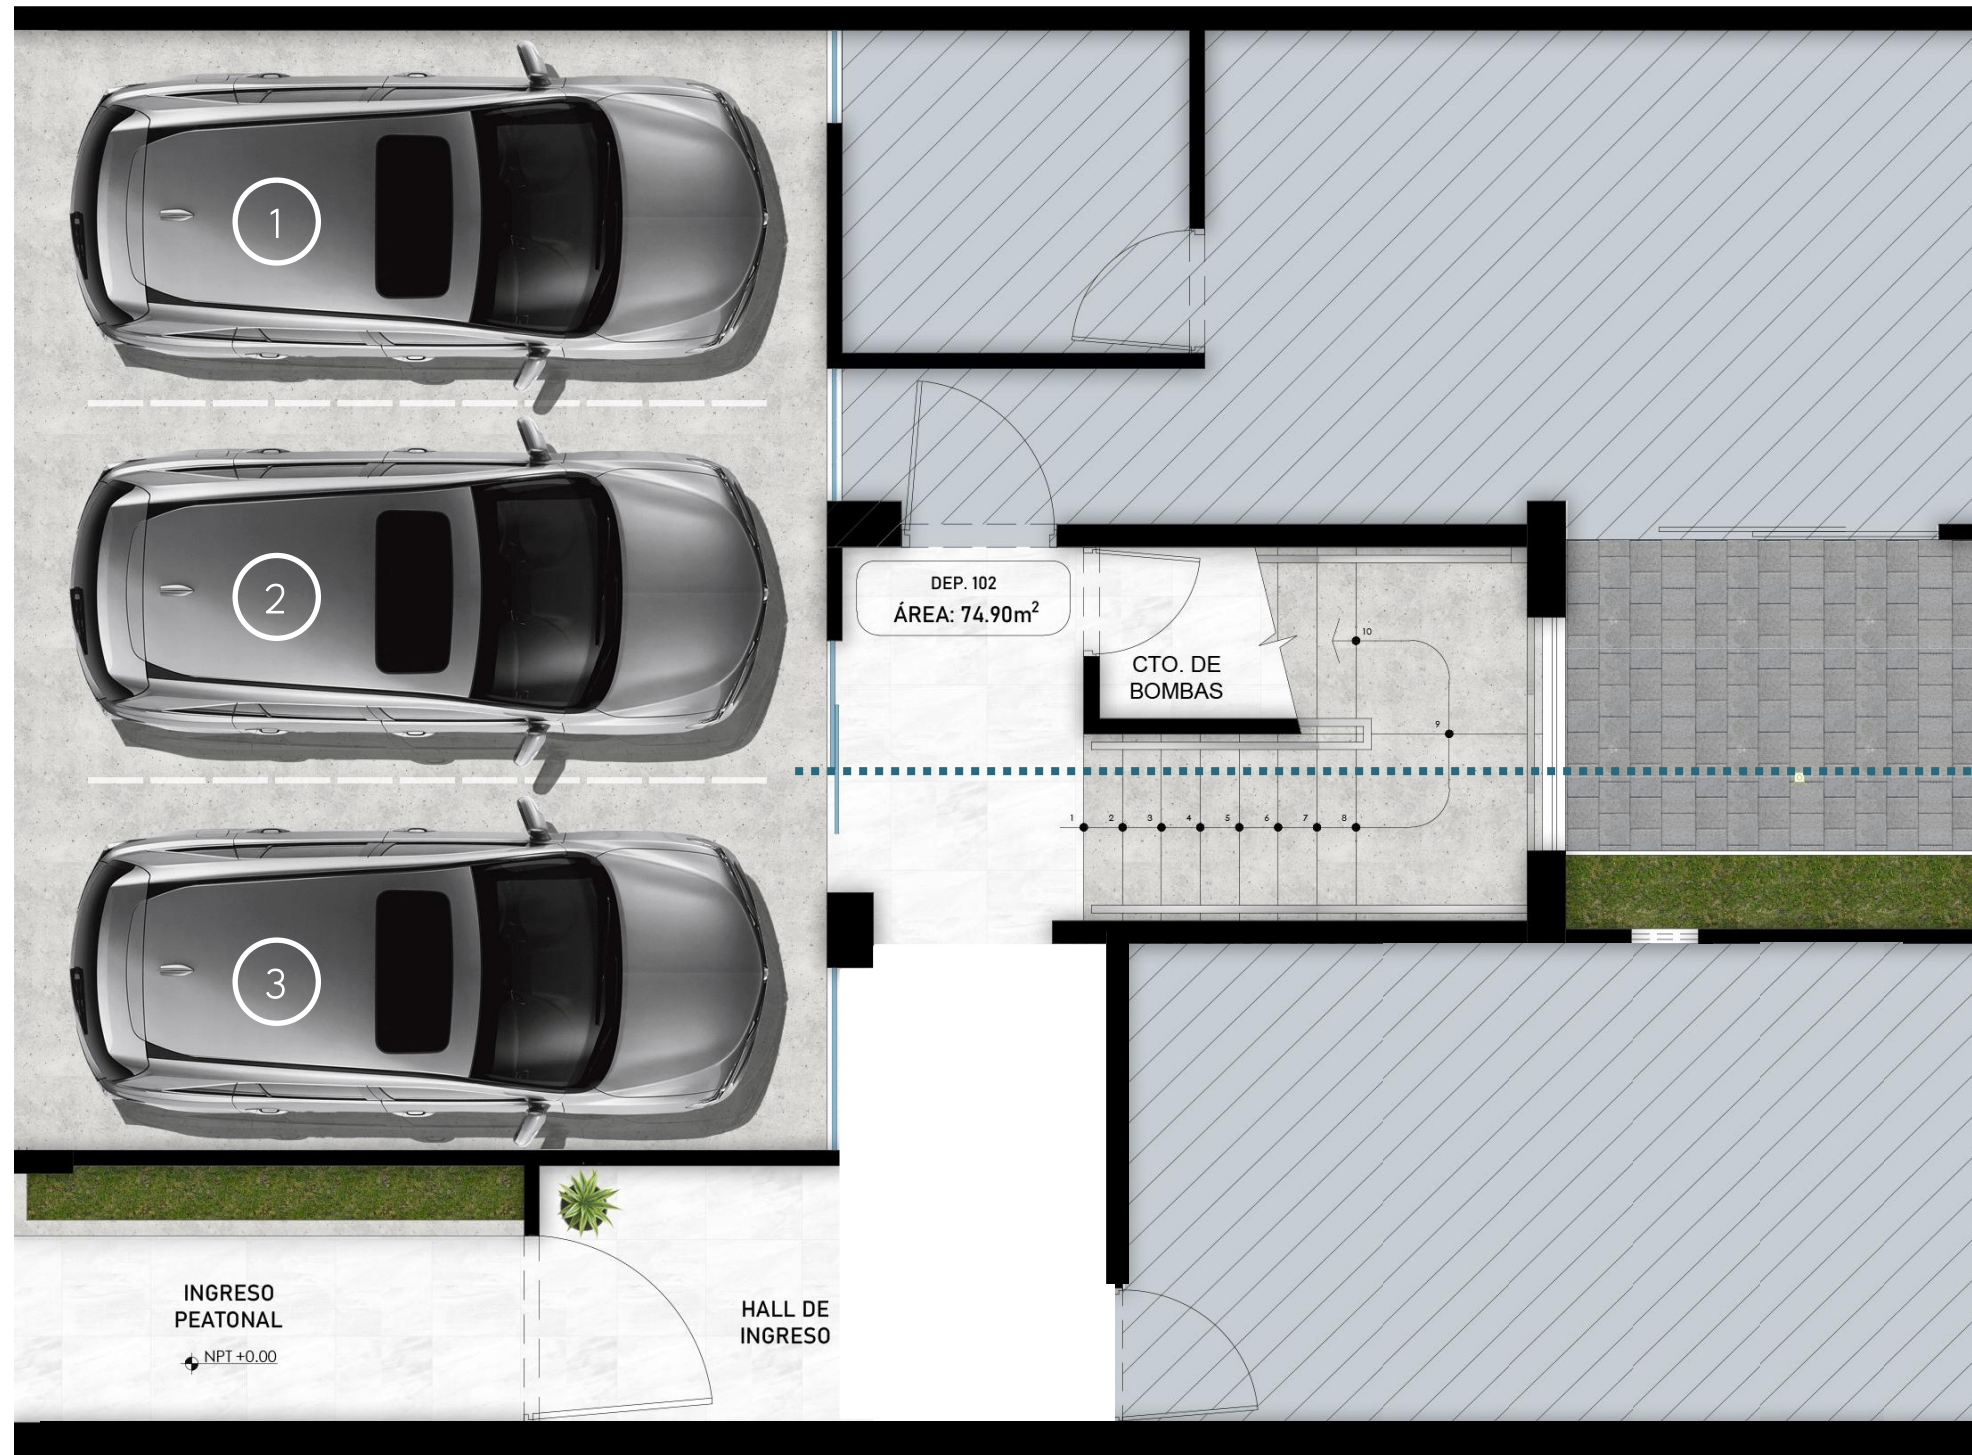 1
2
DEP. 102
ÁREA: 74.90m²
CTO. DE
BOMBAS
10
9
1 2 3 4 5 6 7 8
3
INGRESO
PEATONAL
NPT +0.00
HALL DE
INGRESO